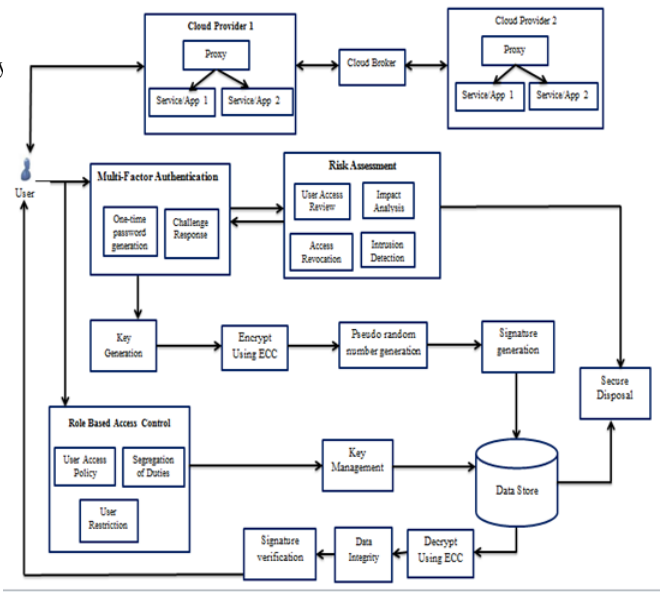 Cloud Provider 1
Proxy
Service/App 1
Service/App 2
Cloud Broker
Cloud Provider 2
Proxy
Service/App 1
Service/App 2
User
Multi-Factor Authentication
One-time
password
generation
Challenge
Response
Risk Assessment
User Access
Review
Impact
Analysis
Access
Revocation
Intrusion
Detection
Key
Generation
Encrypt
Using ECC
Pseudo random
number generation
Signature
generation
Secure
Disposal
Role Based Access Control
User Access
Policy
Segregation
of Duties
User
Restriction
Key
Management
Data Store
Signature
verification
Data
Integrity
Decrypt
Using ECC